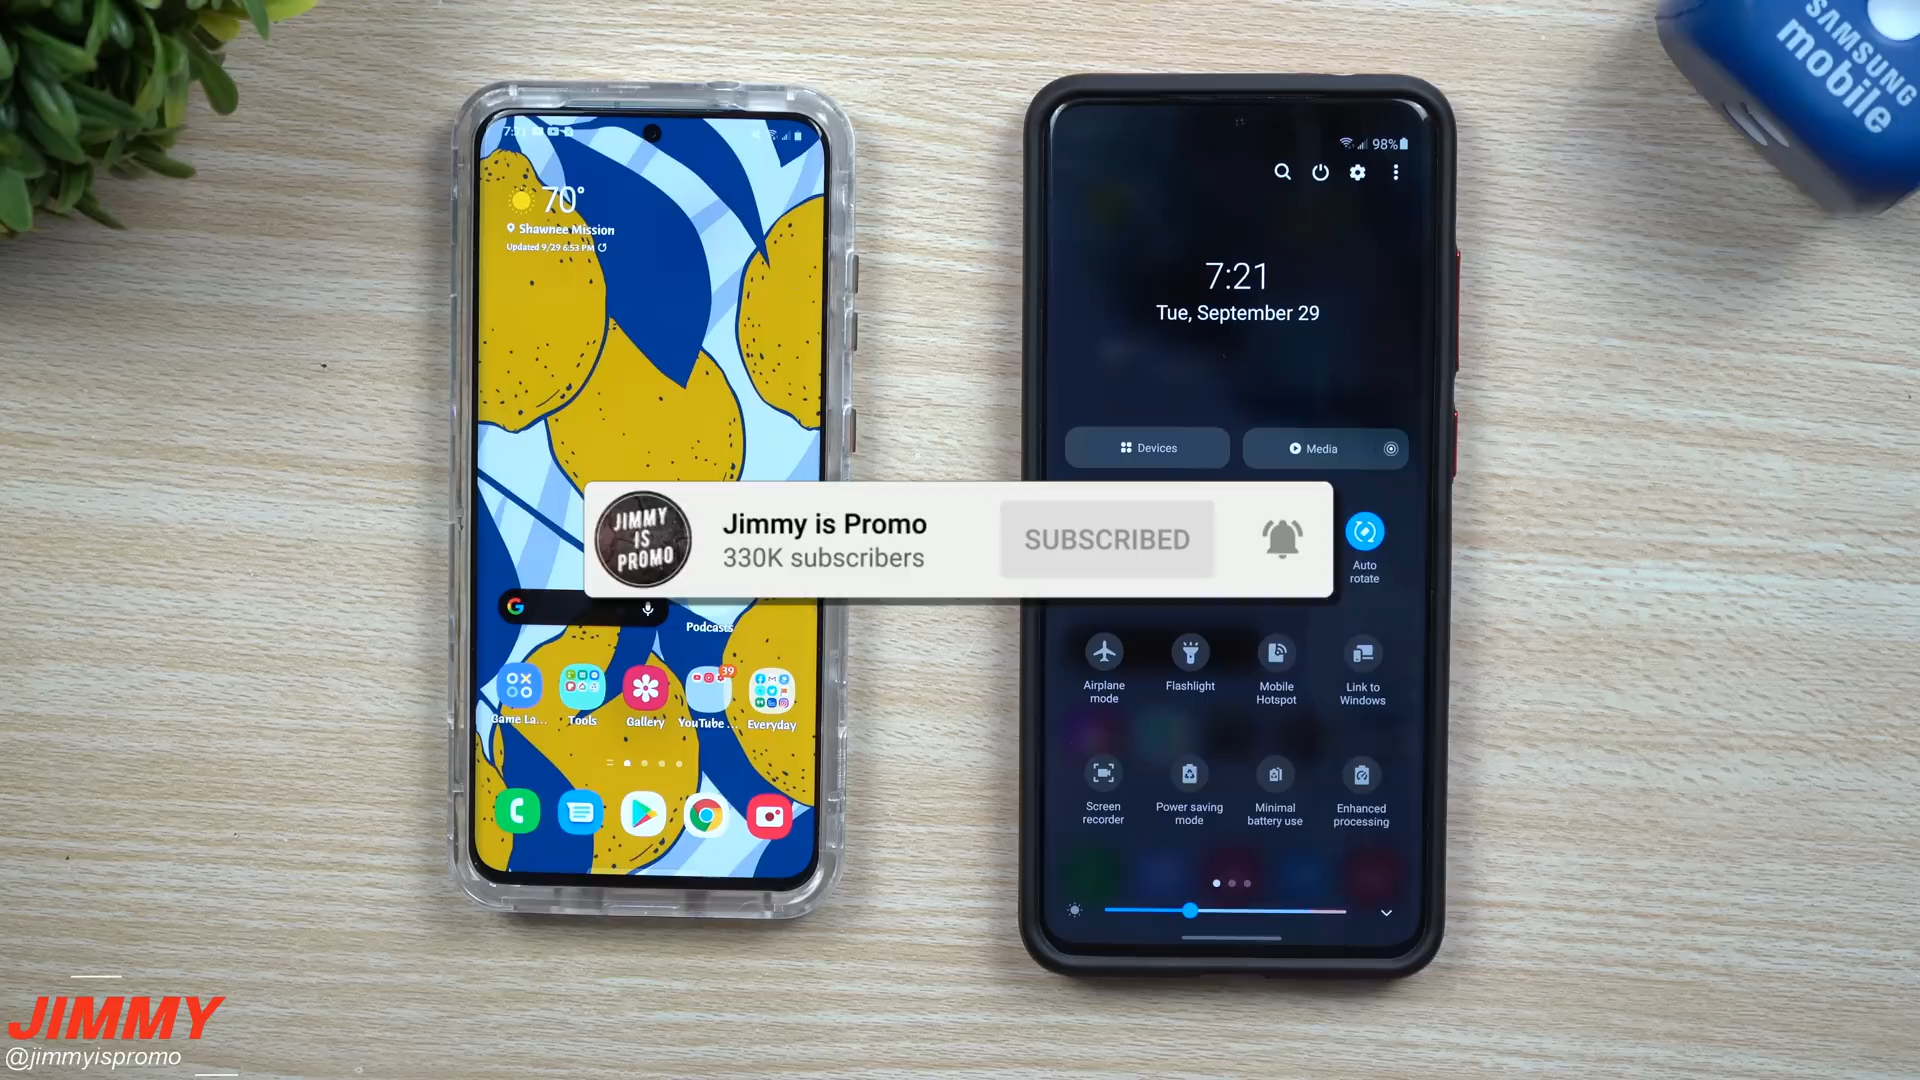 SAMSUNG
mobile
7:21
70°
Shawnee Mission
Updated 9/29 6:53 PM
Podcasts
Game La...
Tools
39
Gallery
YouTube ...
Everyday
98%
7:21
Tue, September 29
Devices
Media
Auto
rotate
Airplane
mode
Flashlight
Mobile
Hotspot
Link to
Windows
Screen
recorder
Power saving
mode
Minimal
battery use
Enhanced
processing
JIMMY
IS
PROMO
Jimmy is Promo
330K subscribers
SUBSCRIBED
JIMMY
@jimmyispromo